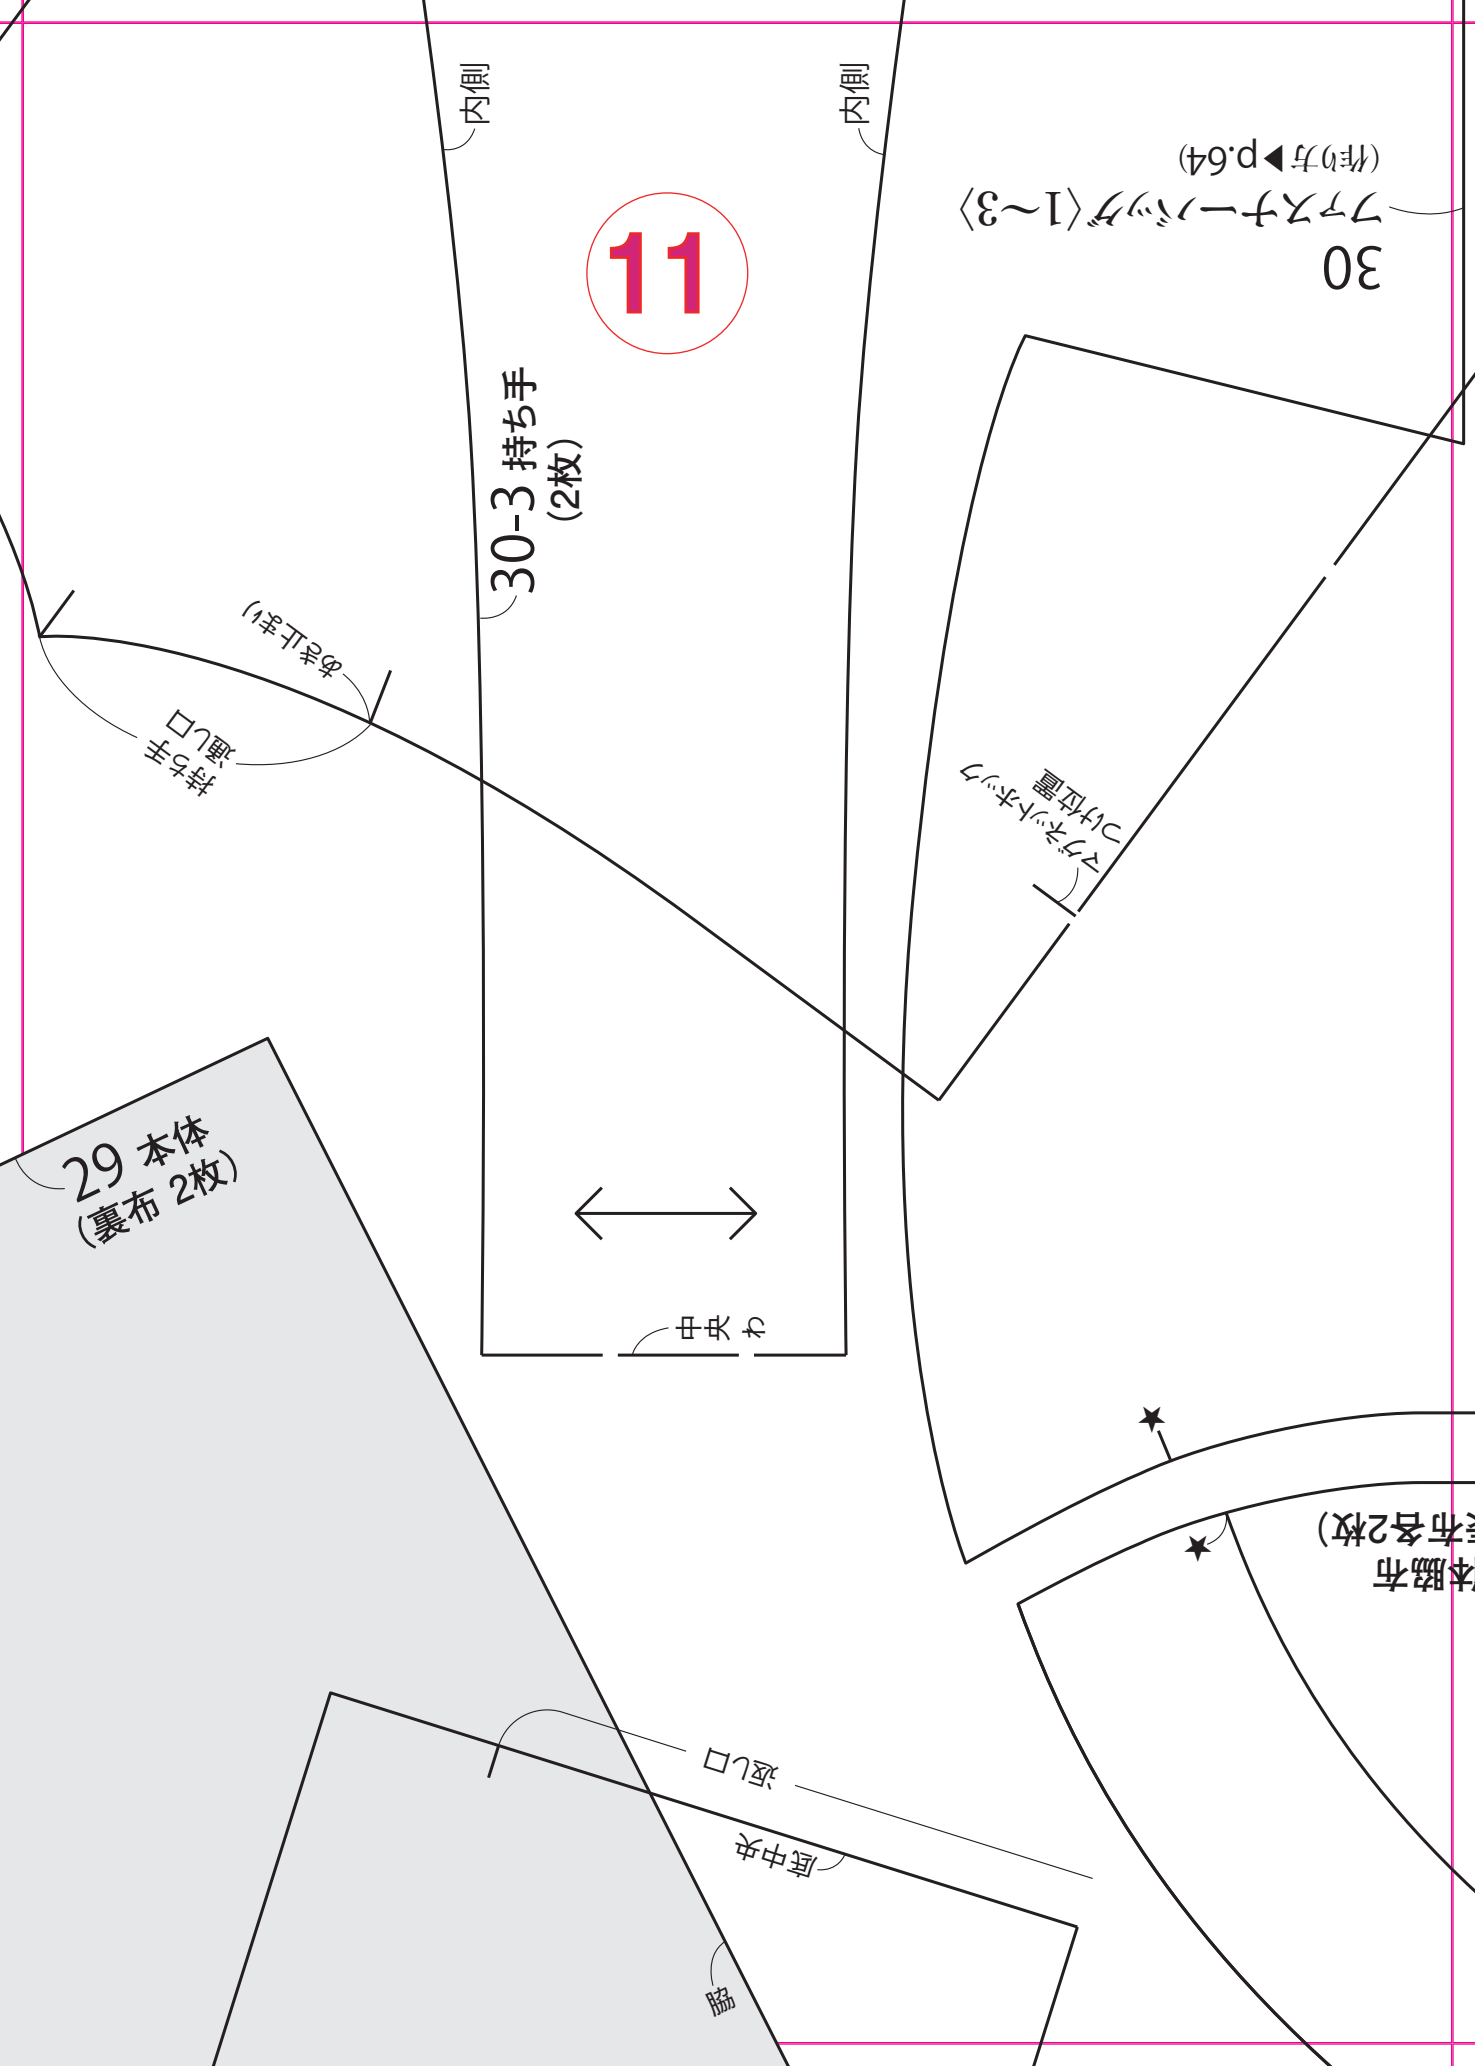 内側
内側
11
30
ファスナーバッグ〈1～3〉
(作り方▶p.64)
30-3 持ち手
(2枚)
あき止まり
持ち手
通し口
マグネットホック
つけ位置
29 本体
(裏布 2枚)
中央 わ
★
★
体脇布
布各2枚)
返し口
底中央
脇